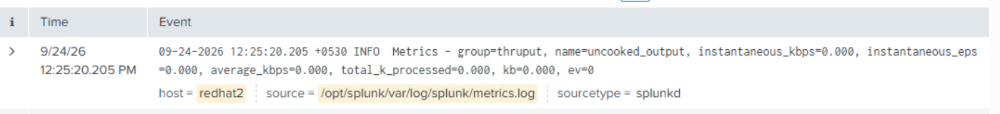 i Time Event
> 9/24/26 09-24-2026 12:25:20.205 +0530 INFO  Metrics - group=thruput, name=uncooked_output, instantaneous_kbps=0.000, instantaneous_eps
12:25:20.205 PM =0.000, average_kbps=0.000, total_k_processed=0.000, kb=0.000, ev=0
host = redhat2 source = /opt/splunk/var/log/splunk/metrics.log sourcetype = splunkd